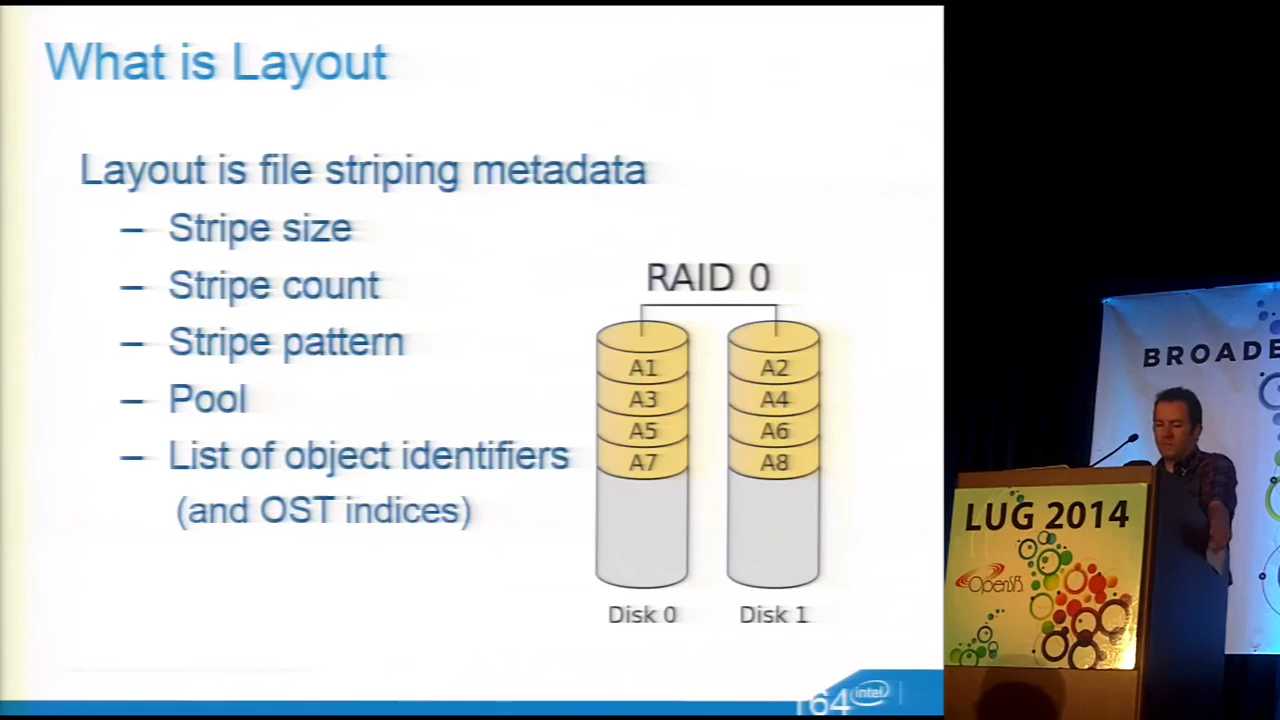 What is Layout
Layout is file striping metadata
– Stripe size
– Stripe count
– Stripe pattern
– Pool
– List of object identifiers
(and OST indices)
RAID 0
A1
A2
A3
A4
A5
A6
A7
A8
Disk 0
Disk 1
164
intel
BROADE
LUG 2014
OpenSFS